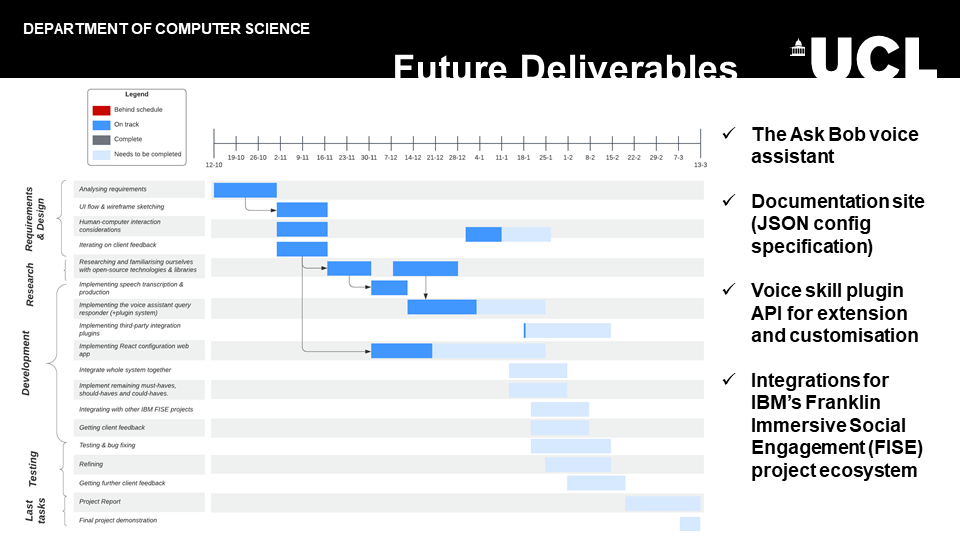 DEPARTMENT OF COMPUTER SCIENCE
Future Deliverables
UCL
Legend
Behind schedule
On track
Complete
Needs to be completed
12-10
19-10
26-10
2-11
9-11
16-11
23-11
30-11
7-12
14-12
21-12
28-12
4-1
11-1
18-1
25-1
1-2
8-2
15-2
22-2
29-2
7-3
13-3
Requirements
& Design
Analysing requirements
UI flow & wireframe sketching
Human-computer interaction
considerations
Iterating on client feedback
Research
Researching and familiarising ourselves
with open-source technologies & libraries
Development
Implementing speech transcription &
production
Implementing the voice assistant query
responder (+plugin system)
Implementing third-party integration
plugins
Implementing React configuration web
app
Integrate whole system together
Implement remaining must-haves,
should-haves and could-haves.
Integrating with other IBM FISE projects
Getting client feedback
Testing
Testing & bug fixing
Refining
Getting further client feedback
Last
tasks
Project Report
Final project demonstration
✓ The Ask Bob voice
assistant
✓ Documentation site
(JSON config
specification)
✓ Voice skill plugin
API for extension
and customisation
✓ Integrations for
IBM’s Franklin
Immersive Social
Engagement (FISE)
project ecosystem